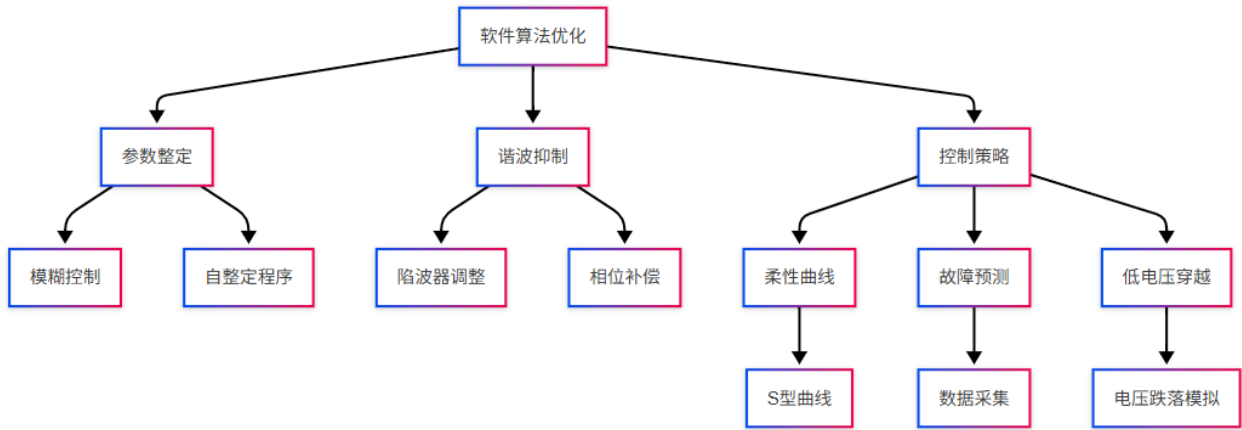 软件算法优化
参数整定
谐波抑制
控制策略
模糊控制
自整定程序
陷波器调整
相位补偿
柔性曲线
故障预测
低电压穿越
S型曲线
数据采集
电压跌落模拟